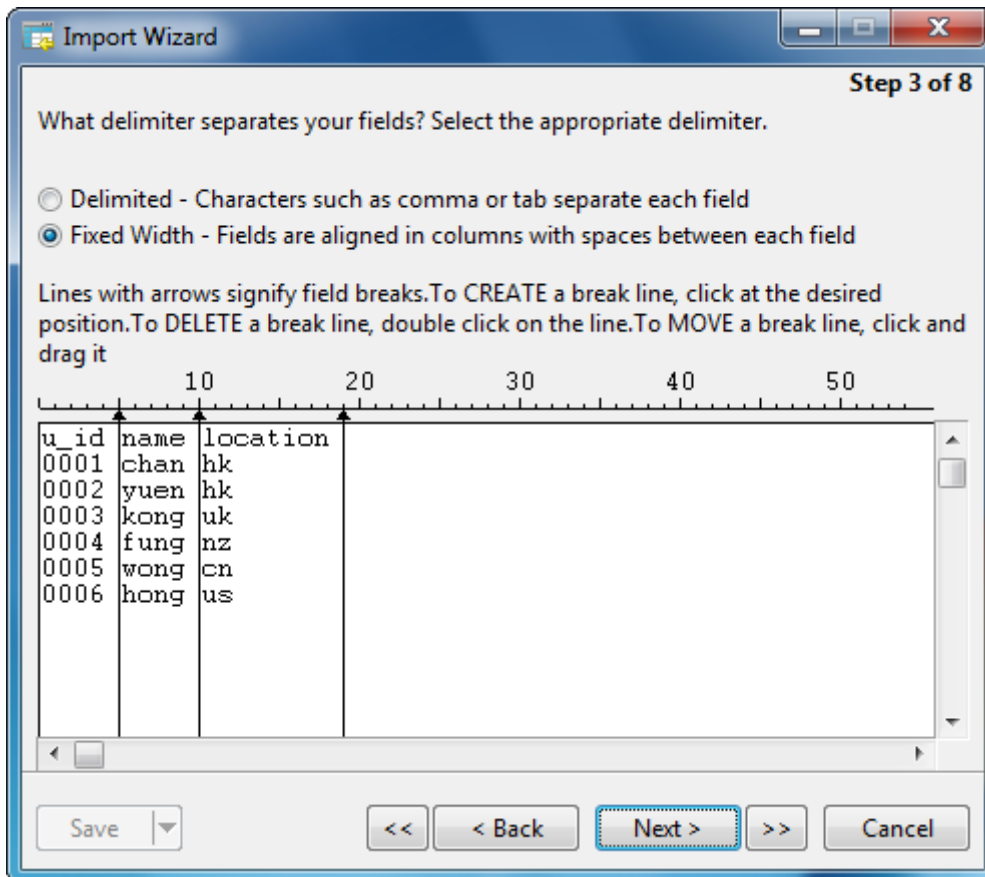 Import Wizard
Step 3 of 8
What delimiter separates your fields? Select the appropriate delimiter.
Delimited - Characters such as comma or tab separate each field
Fixed Width - Fields are aligned in columns with spaces between each field
Lines with arrows signify field breaks.To CREATE a break line, click at the desired
position.To DELETE a break line, double click on the line.To MOVE a break line, click and
drag it
10 20 30 40 50
u_id name location
0001 chan hk
0002 yuen hk
0003 kong uk
0004 fung nz
0005 wong cn
0006 hong us
Save << < Back Next > >> Cancel